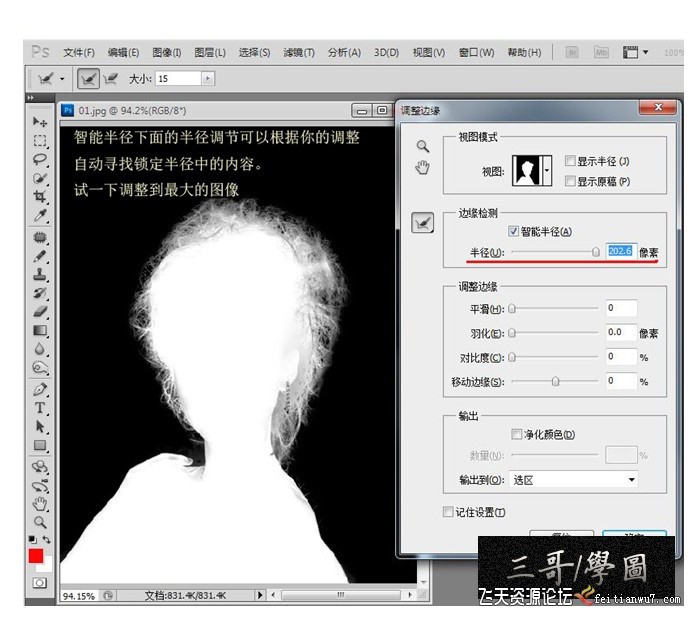 Ps 文件(F) 编辑(E) 图像(I) 图层(L) 选择(S) 滤镜(T) 分析(A) 3D(D) 视图(V) 窗口(W) 帮助(H) Br Mb 100%
大小: 15
Ps 01.jpg @ 94.2%(RGB/8*)
智能半径下面的半径调节可以根据你的调整
自动寻找锁定半径中的内容。
试一下调整到最大的图像
94.15% 文档:831.4K/831.4K
调整边缘
视图模式
视图: 显示半径 (J)
显示原稿 (P)
边缘检测
智能半径(A)
半径(U): 202.6 像素
调整边缘
平滑(H): 0
羽化(E): 0.0 像素
对比度(C): 0 %
移动边缘(S): 0 %
输出
净化颜色(D)
数量(N): %
输出到(O): 选区
记住设置(T)
三哥/學圖
飞天资源论坛 feitianwu7.com